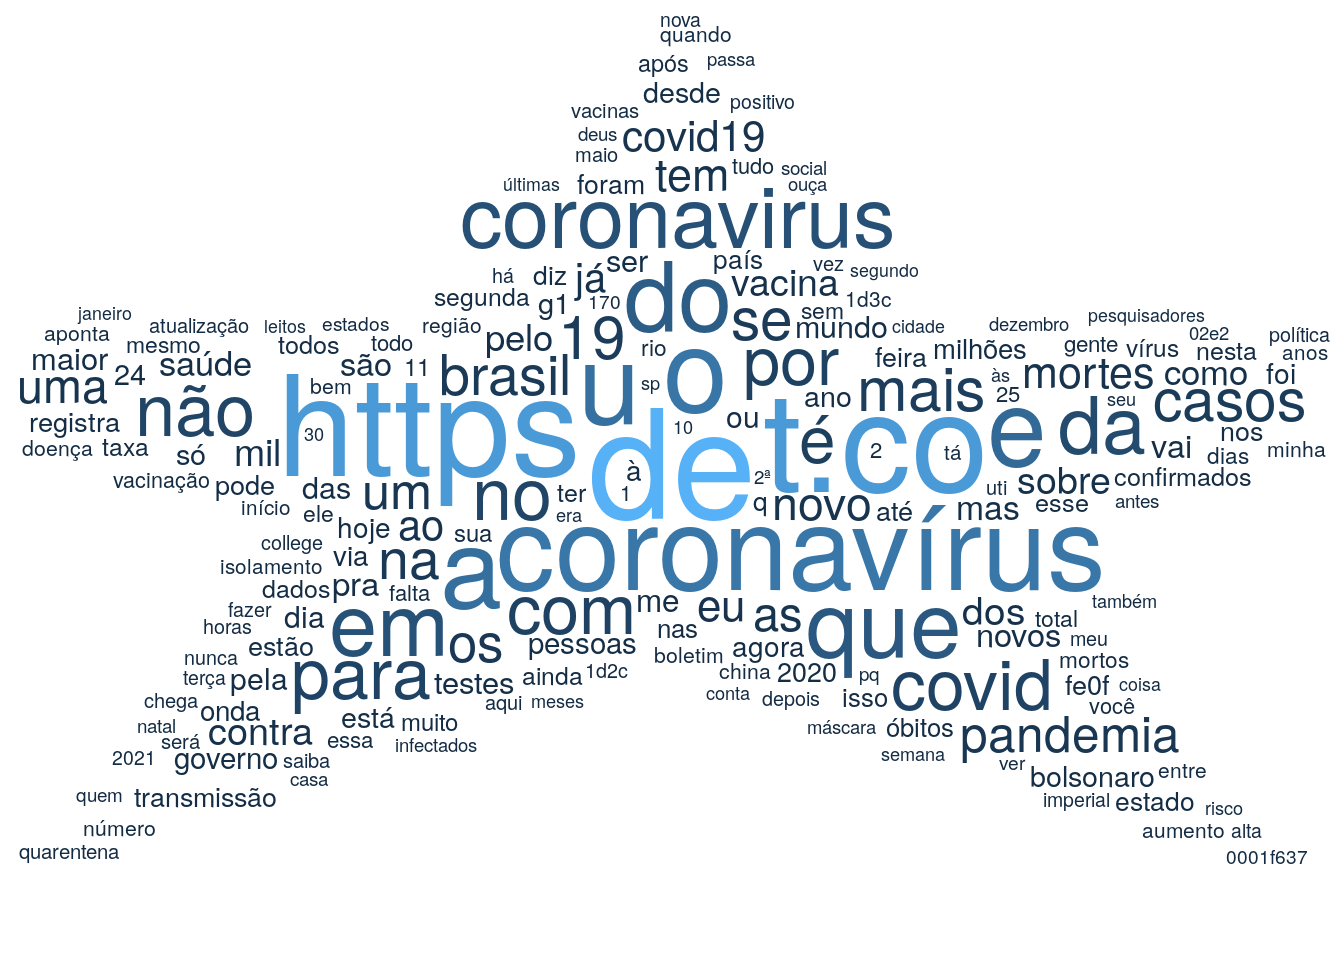 nova
quando
após passa
desde
vacinas positivo
deus covid19
maio
tem tudo social
últimas foram ouça
coronavirus
há diz já ser país vez segundo
segunda g1 170 do vacina 1d3c
janeiro sem
aponta atualização leitos estados região pelo 19 se mundo cidade dezembro pesquisadores 02e2 política
mesmo todos todo rio feira milhões gente vírus nesta anos
maior 24 saúde são 11 brasil u sp o por ano mais às 25 mortes como foi
uma não bem é e da seu casos
registra 30 https de 10 ou t.co 2 tá nos
doença taxa só mil à vai dias minha
vacinação pode das um no ter 1 2ª q novo até mas uti sobre esse confirmados antes
início ele era
hoje ao sua
college via na a coronavírus
isolamento
dados pra falta
fazer dia em os com me eu as que dos total também
horas nas novos meu
estão pessoas boletim agora
nunca mortos
terça pela para testes ainda 1d2c china 2020 pq covid fe0f coisa
chega onda está muito aqui meses conta depois isso você
natal contra máscara óbitos pandemia
será essa infectados semana
2021 governo saiba ver bolsonaro entre
casa
quem transmissão imperial estado risco
número aumento alta
quarentena 0001f637